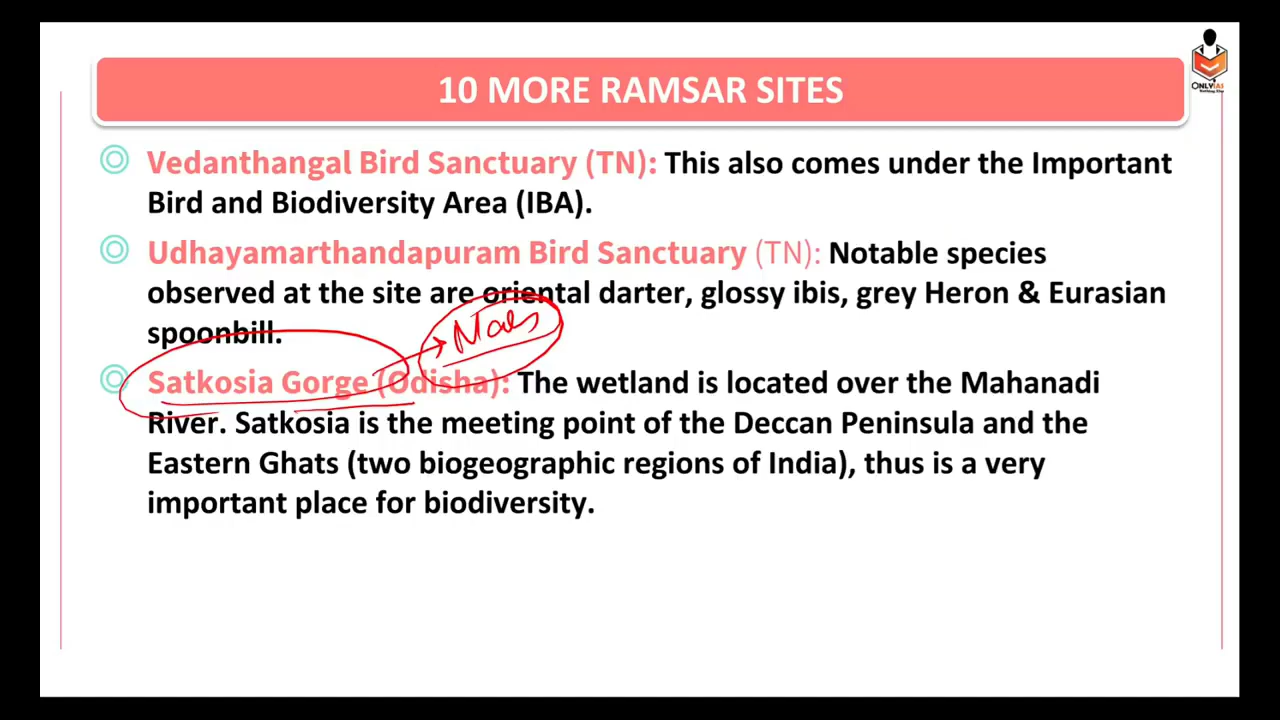 10 MORE RAMSAR SITES
ONLYIAS
Vedanthangal Bird Sanctuary (TN): This also comes under the Important
Bird and Biodiversity Area (IBA).
Udhayamarthandapuram Bird Sanctuary (TN): Notable species
observed at the site are oriental darter, glossy ibis, grey Heron & Eurasian
spoonbill.
Satkosia Gorge (Odisha): The wetland is located over the Mahanadi
River. Satkosia is the meeting point of the Deccan Peninsula and the
Eastern Ghats (two biogeographic regions of India), thus is a very
important place for biodiversity.